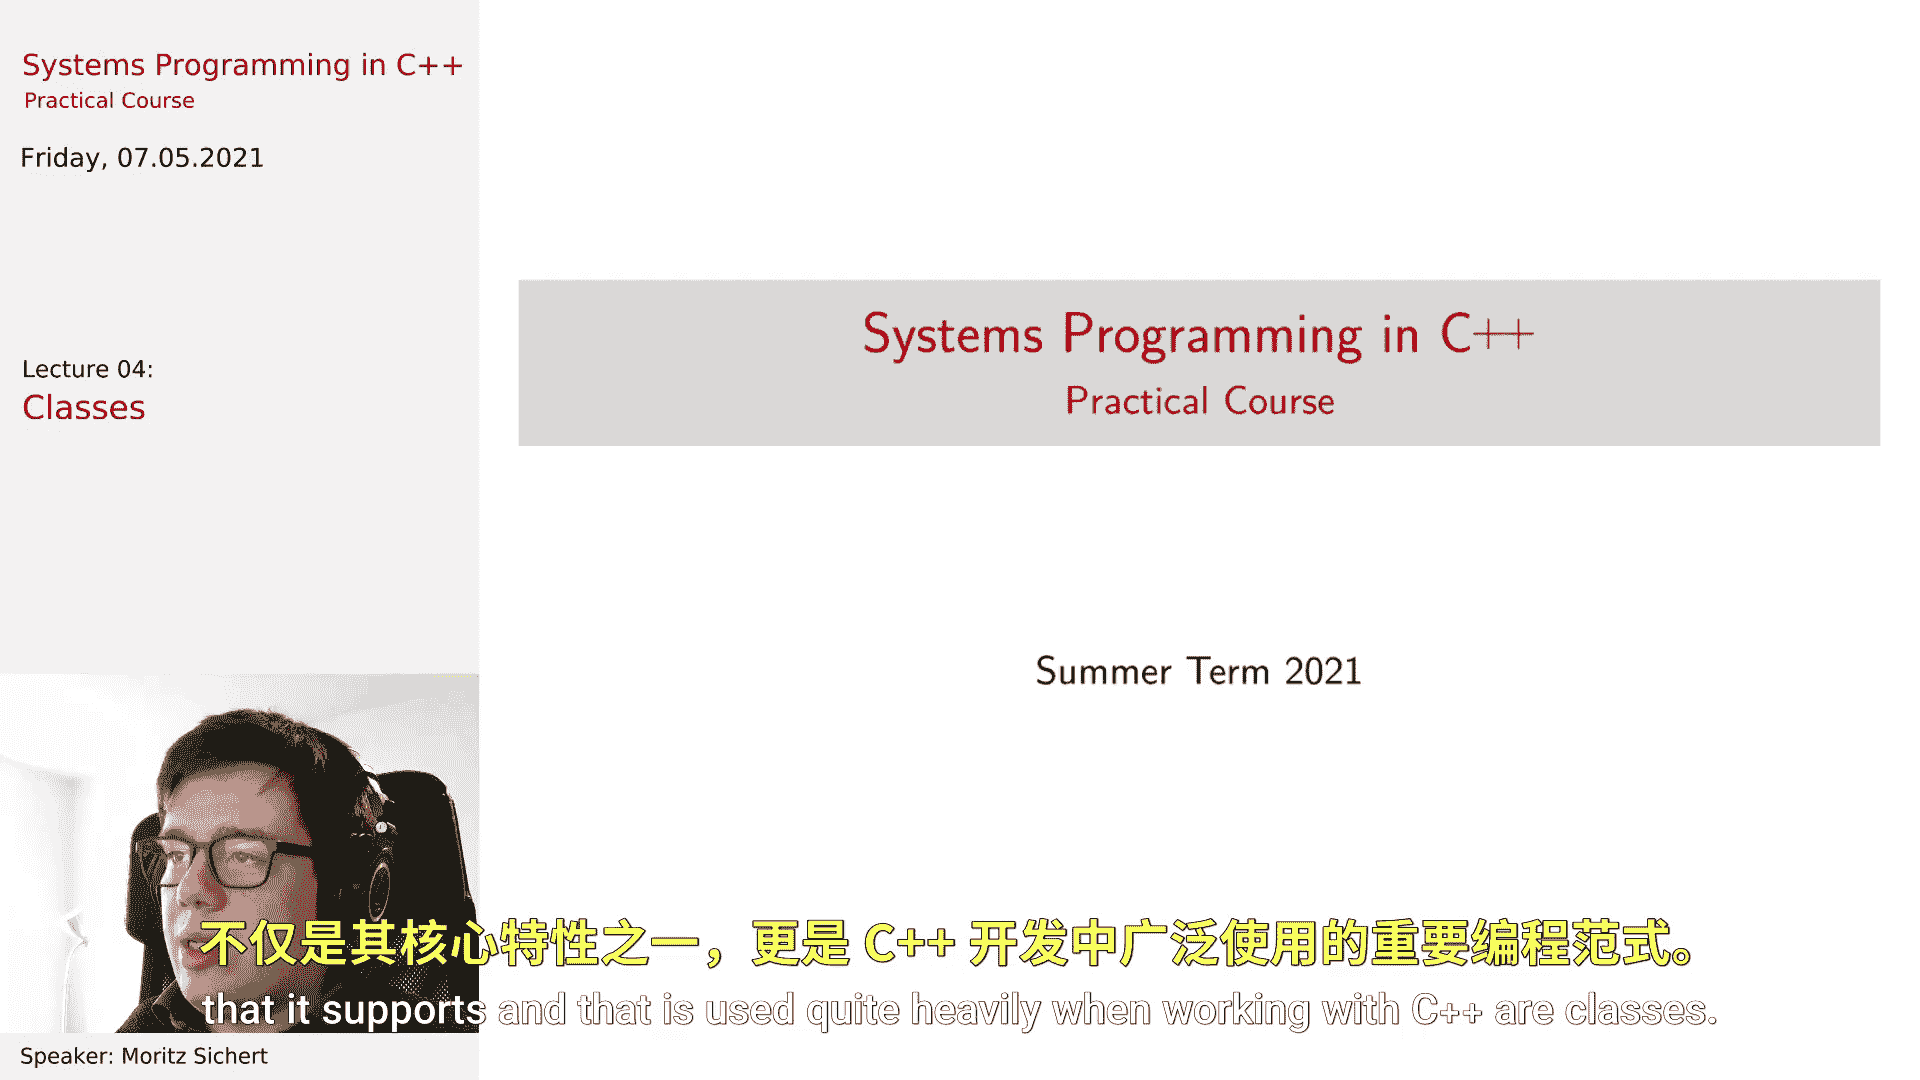 Systems Programming in C++
Practical Course
Friday, 07.05.2021
Lecture 04:
Classes
Systems Programming in C++
Practical Course
Summer Term 2021
不仅是其核心特性之一，更是 C++ 开发中广泛使用的重要编程范式。
that it supports and that is used quite heavily when working with C++ are classes.
Speaker: Moritz Sichert